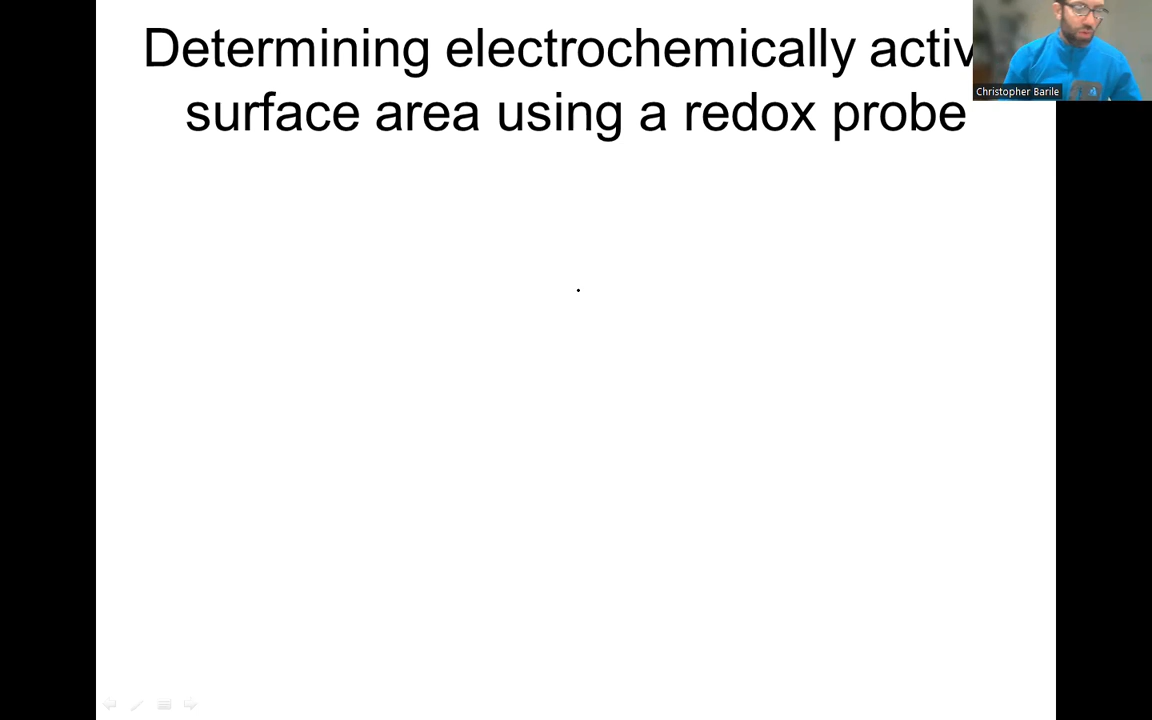 Determining electrochemically activ
surface area using a redox probe
Christopher Barile